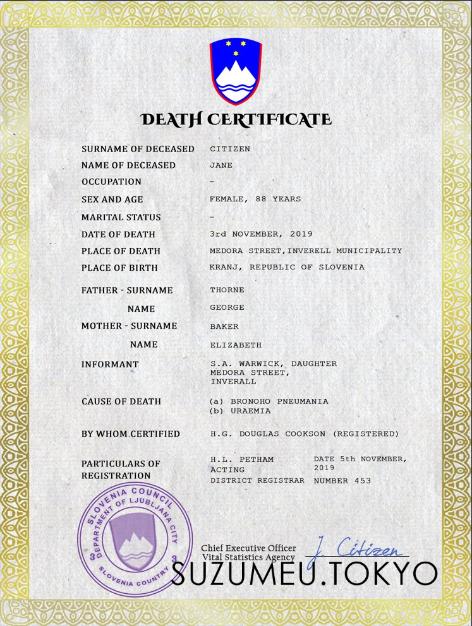 DEATH CERTIFICATE
SURNAME OF DECEASED CITIZEN
NAME OF DECEASED JANE
OCCUPATION -
SEX AND AGE FEMALE, 88 YEARS
MARITAL STATUS -
DATE OF DEATH 3rd NOVEMBER, 2019
PLACE OF DEATH MEDORA STREET,INVERELL MUNICIPALITY
PLACE OF BIRTH KRANJ, REPUBLIC OF SLOVENIA
FATHER - SURNAME THORNE
NAME GEORGE
MOTHER - SURNAME BAKER
NAME ELIZABETH
INFORMANT S.A. WARWICK, DAUGHTER
MEDORA STREET,
INVERALL
CAUSE OF DEATH (a) BRONOHO PNEUMANIA
(b) URAEMIA
BY WHOM CERTIFIED H.G. DOUGLAS COOKSON (REGISTERED)
PARTICULARS OF REGISTRATION
H.L. PETHAM
ACTING
DISTRICT REGISTRAR
DATE 5th NOVEMBER,
2019
NUMBER 453
SLOVENIA COUNCIL
DEPARTMENT OF LJUBLJANA CITY
SLOVENIA COUNTRY
Chief Executive Officer
Vital Statistics Agency
J. Citizen
SUZUMEU.TOKYO